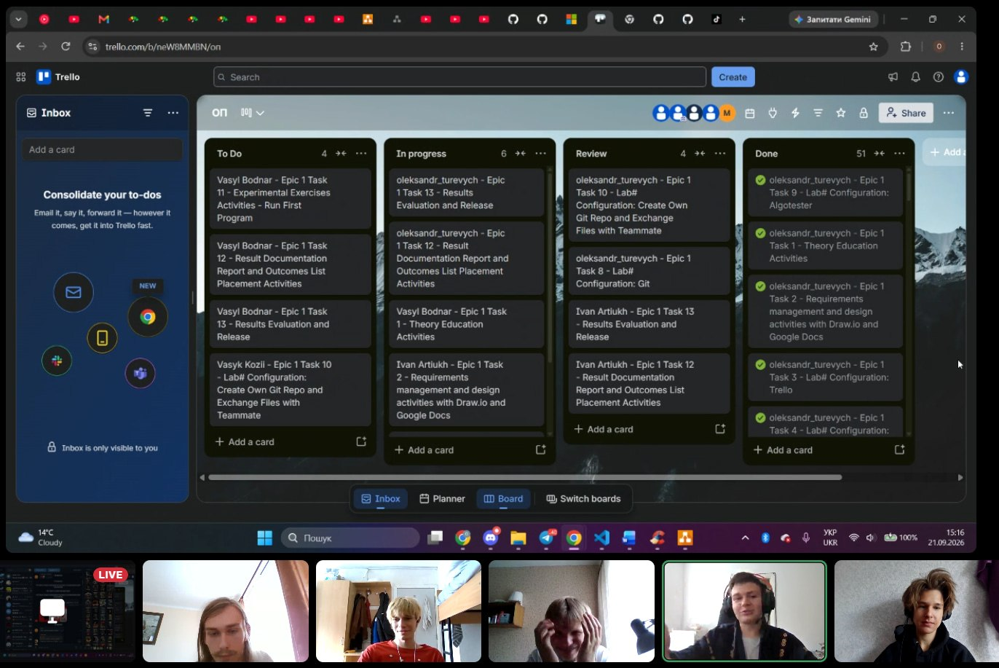 Запитати Gemini
trello.com/b/neW8MM8N/оп
O
Trello
Search
Create
Inbox
Add a card
Consolidate your to-dos
Email it, say it, forward it — however it
comes, get it into Trello fast.
NEW
Inbox is only visible to you
ОП
M
Share
To Do
4
Vasyl Bodnar - Epic 1 Task
11 - Experimental Exercises
Activities - Run First
Program
Vasyl Bodnar - Epic 1 Task
12 - Result Documentation
Report and Outcomes List
Placement Activities
Vasyl Bodnar - Epic 1 Task
13 - Results Evaluation and
Release
Vasyk Kozii - Epic 1 Task 10
- Lab# Configuration:
Create Own Git Repo and
Exchange Files with
Teammate
Add a card
In progress
6
oleksandr_turevych - Epic
1 Task 13 - Results
Evaluation and Release
oleksandr_turevych - Epic
1 Task 12 - Result
Documentation Report and
Outcomes List Placement
Activities
Vasyl Bodnar - Epic 1 Task
1 - Theory Education
Activities
Ivan Artiukh - Epic 1 Task
2 - Requirements
management and design
activities with Draw.io and
Google Docs
Add a card
Review
4
oleksandr_turevych - Epic 1
Task 10 - Lab#
Configuration: Create Own
Git Repo and Exchange
Files with Teammate
oleksandr_turevych - Epic 1
Task 8 - Lab#
Configuration: Git
Ivan Artiukh - Epic 1 Task 13
- Results Evaluation and
Release
Ivan Artiukh - Epic 1 Task 12
- Result Documentation
Report and Outcomes List
Placement Activities
Add a card
Done
51
oleksandr_turevych - Epic 1
Task 9 - Lab# Configuration:
Algotester
oleksandr_turevych - Epic 1
Task 1 - Theory Education
Activities
oleksandr_turevych - Epic 1
Task 2 - Requirements
management and design
activities with Draw.io and
Google Docs
oleksandr_turevych - Epic 1
Task 3 - Lab# Configuration:
Trello
oleksandr_turevych - Epic 1
Task 4 - Lab# Configuration:
Add a card
Add a
Inbox
Planner
Board
Switch boards
14°C
Cloudy
Пошук
40
УКР
UKR
100%
15:16
21.09.2026
LIVE